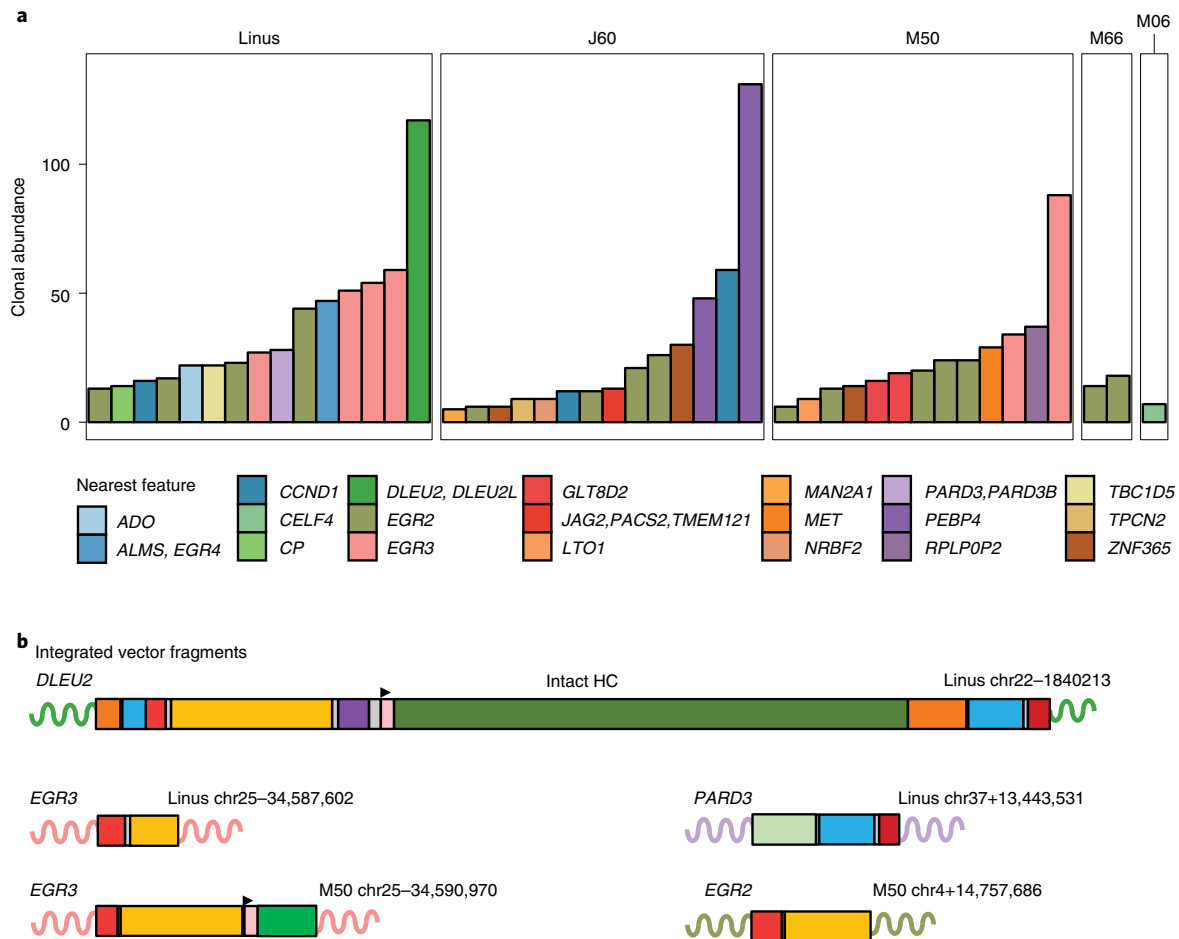 a
Linus
J60
M50
M66
M06
Clonal abundance
100
50
0
Nearest feature
ADO
ALMS, EGR4
CCND1
CELF4
CP
DLEU2, DLEU2L
EGR2
EGR3
GLT8D2
JAG2,PACS2,TMEM121
LTO1
MAN2A1
MET
NRBF2
PARD3,PARD3B
PEBP4
RPLP0P2
TBC1D5
TPCN2
ZNF365
b
Integrated vector fragments
DLEU2
Intact HC
Linus chr22–1840213
EGR3
Linus chr25–34,587,602
PARD3
Linus chr37+13,443,531
EGR3
M50 chr25–34,590,970
EGR2
M50 chr4+14,757,686